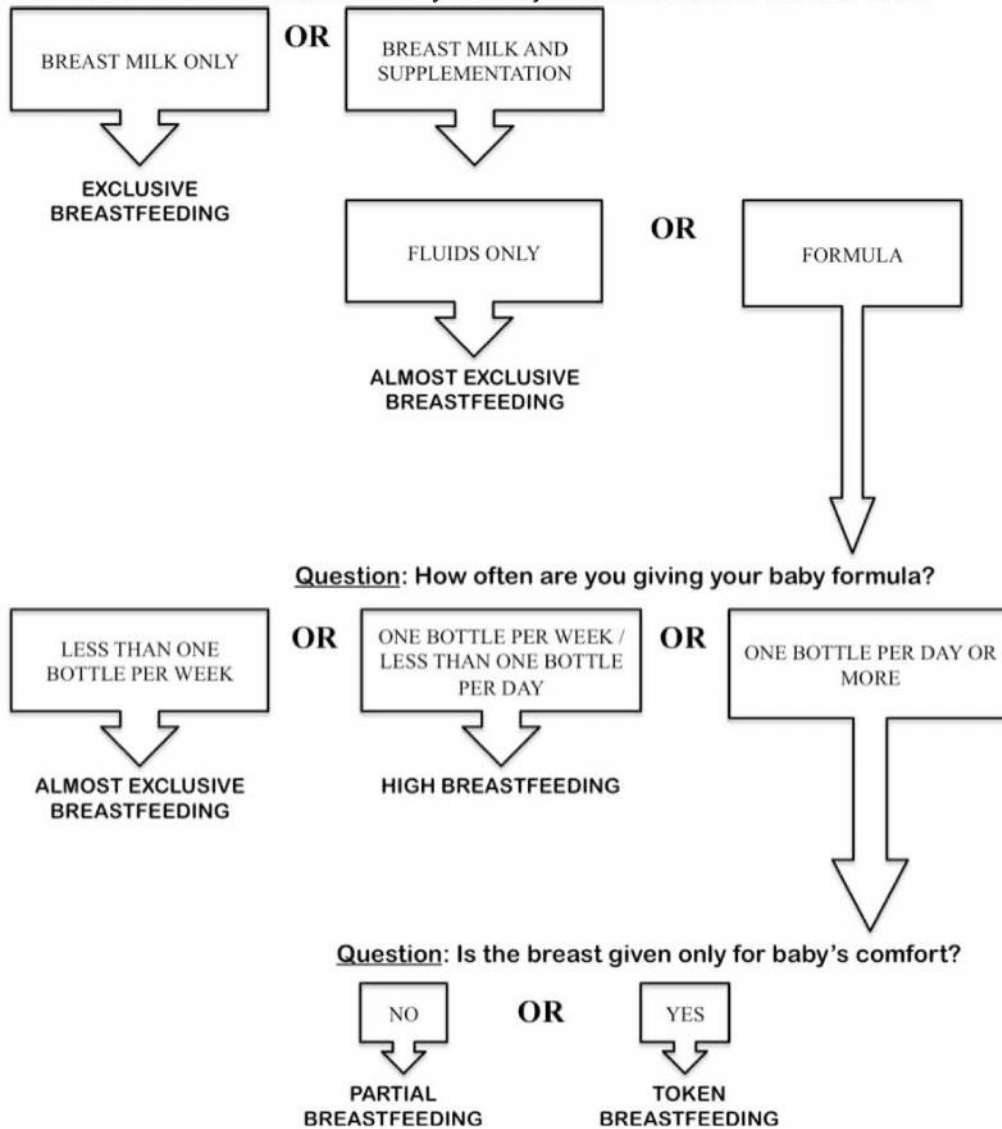 BREAST MILK ONLY
OR
BREAST MILK AND
SUPPLEMENTATION
EXCLUSIVE
BREASTFEEDING
FLUIDS ONLY
OR
FORMULA
ALMOST EXCLUSIVE
BREASTFEEDING
Question: How often are you giving your baby formula?
LESS THAN ONE
BOTTLE PER WEEK
OR
ONE BOTTLE PER WEEK /
LESS THAN ONE BOTTLE
PER DAY
OR
ONE BOTTLE PER DAY OR
MORE
ALMOST EXCLUSIVE
BREASTFEEDING
HIGH BREASTFEEDING
Question: Is the breast given only for baby's comfort?
NO
OR
YES
PARTIAL
BREASTFEEDING
TOKEN
BREASTFEEDING